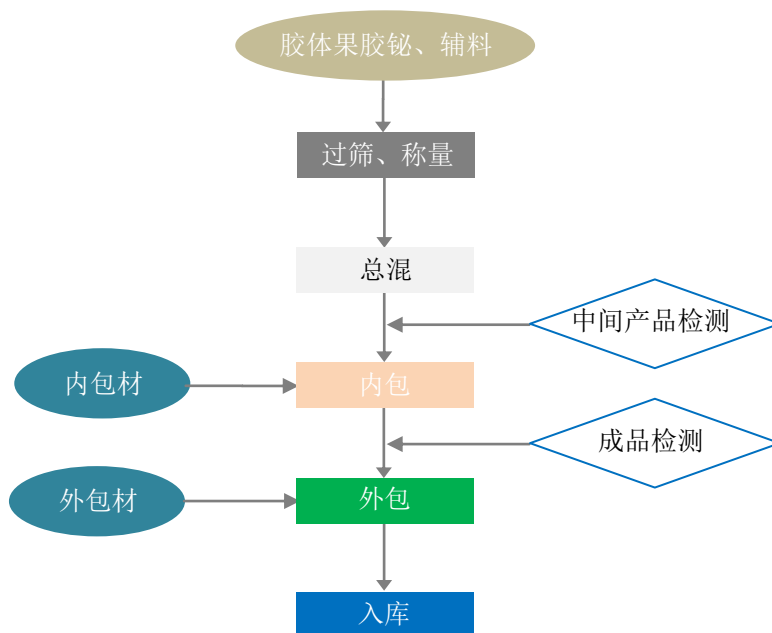 胶体果胶铋、辅料
过筛、称量
总混
中间产品检测
内包材
内包
成品检测
外包材
外包
入库